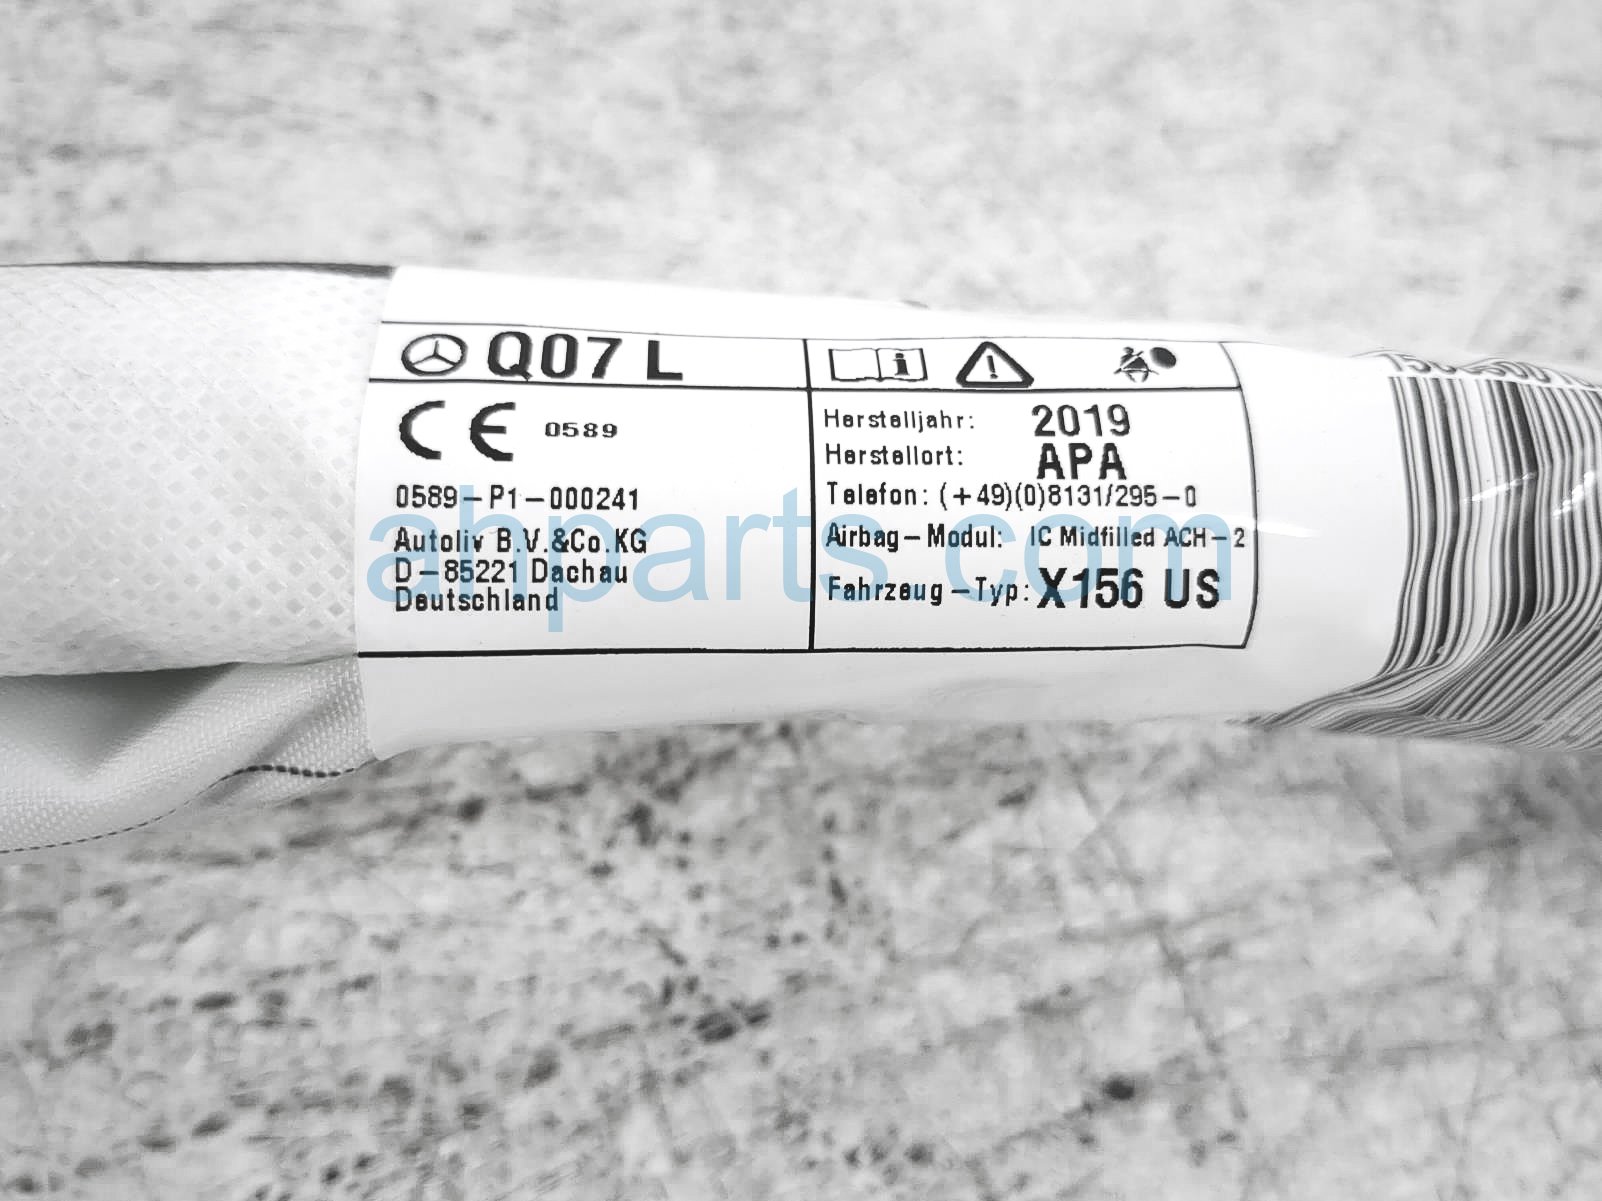 Q07 L
CE 0589
0589-P1-000241
Autoliv B.V.&Co.KG
D-85221 Dachau
Deutschland
i
!
Herstelljahr: 2019
Herstellort: APA
Telefon: (+49)(0)8131/295-0
Airbag-Modul: IC Midfilled ACH-2
Fahrzeug-Typ: X156 US
ahparts.com